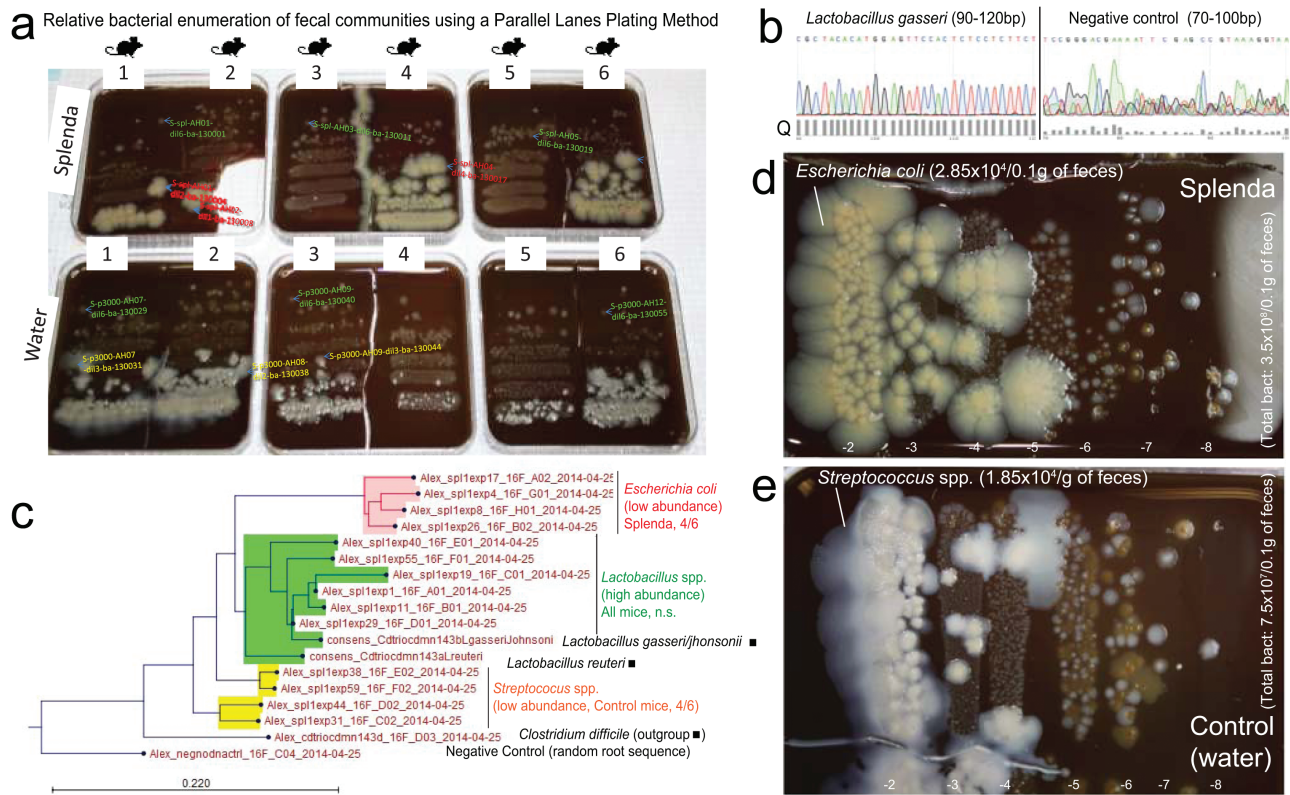 a
Relative bacterial enumeration of fecal communities using a Parallel Lanes Plating Method
1
2
3
4
5
6
Splenda
S-spl-AH01-
dil6-ba-130001
S-spl-AH03-dil6-ba-130011
S-spl-AH05-
dil6-ba-130019
dil2-ba-130004
dil1-ba-130008
1
2
3
4
5
6
Water
S-p3000-AH07-
dil6-ba-130029
S-p3000-AH07
dil3-ba-130031
S-p3000-AH08-
S-p3000-AH09-
dil6-ba-130040
S-p3000-AH09-dil3-ba-130044
S-p3000-AH12-
dil6-ba-130055
b
Lactobacillus gasseri (90-120bp)
Negative control (70-100bp)
CGCTACACATGGAGTTCCACTCTCCTCTTCT
Q
c
Alex_spl1exp17_16F_A02_2014-04-25
Alex_spl1exp4_16F_G01_2014-04-25
Alex_spl1exp8_16F_H01_2014-04-25
Alex_spl1exp26_16F_B02_2014-04-25
Escherichia coli
(low abundance)
Splenda, 4/6
Alex_spl1exp40_16F_E01_2014-04-25
Alex_spl1exp55_16F_F01_2014-04-25
Alex_spl1exp19_16F_C01_2014-04-25
Alex_spl1exp1_16F_A01_2014-04-25
Alex_spl1exp11_16F_B01_2014-04-25
Alex_spl1exp29_16F_D01_2014-04-25
consens_Cdtriocdmn143bLgasseriJohnsoni
Lactobacillus spp.
(high abundance)
All mice, n.s.
Lactobacillus gasseri/jhonsonii ■
consens_Cdtriocdmn143aLreuteri
Lactobacillus reuteri ■
Alex_spl1exp38_16F_E02_2014-04-25
Alex_spl1exp59_16F_F02_2014-04-25
Alex_spl1exp44_16F_D02_2014-04-25
Alex_spl1exp31_16F_C02_2014-04-25
Streptococus spp.
(low abundance, Control mice, 4/6)
Alex_cdtriocdmn143d_16F_D03_2014-04-25
Clostridium difficile (outgroup ■)
Alex_negnodnactrl_16F_C04_2014-04-25
Negative Control (random root sequence)
0.220
d
Escherichia coli (2.85x10⁴/0.1g of feces)
Splenda
(Total bact: 3.5x10⁸/0.1g of feces)
-2 -3 -4 -5 -6 -7 -8
e
Streptococcus spp. (1.85x10⁴/g of feces)
(Total bact: 7.5x10⁷/0.1g of feces)
Control
(water)
-2 -3 -4 -5 -6 -7 -8